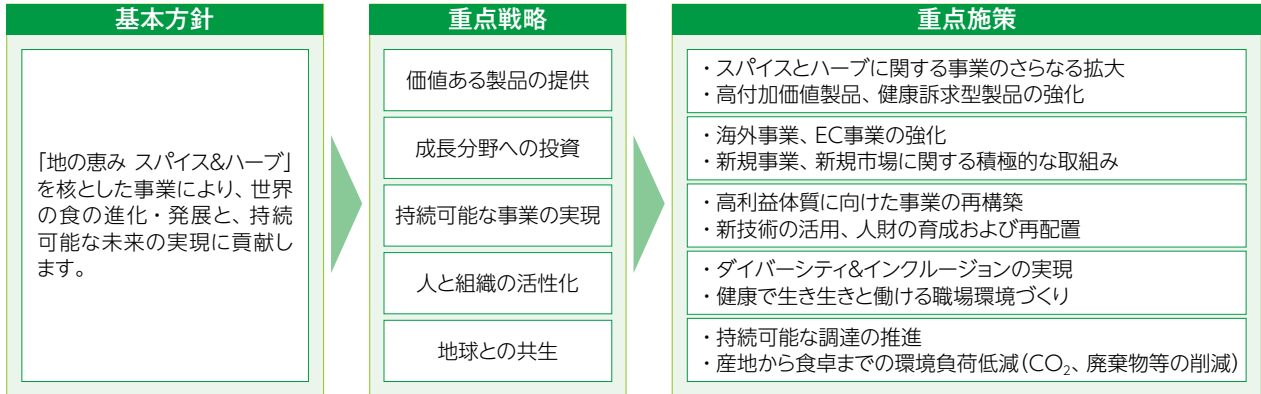 基本方針
「地の恵み スパイス&ハーブ」
を核とした事業により、世界
の食の進化・発展と、持続
可能な未来の実現に貢献し
ます。
重点戦略
価値ある製品の提供
成長分野への投資
持続可能な事業の実現
人と組織の活性化
地球との共生
重点施策
・スパイスとハーブに関する事業のさらなる拡大
・高付加価値製品、健康訴求型製品の強化
・海外事業、EC事業の強化
・新規事業、新規市場に関する積極的な取組み
・高利益体質に向けた事業の再構築
・新技術の活用、人財の育成および再配置
・ダイバーシティ&インクルージョンの実現
・健康で生き生きと働ける職場環境づくり
・持続可能な調達の推進
・産地から食卓までの環境負荷低減(CO₂、廃棄物等の削減)